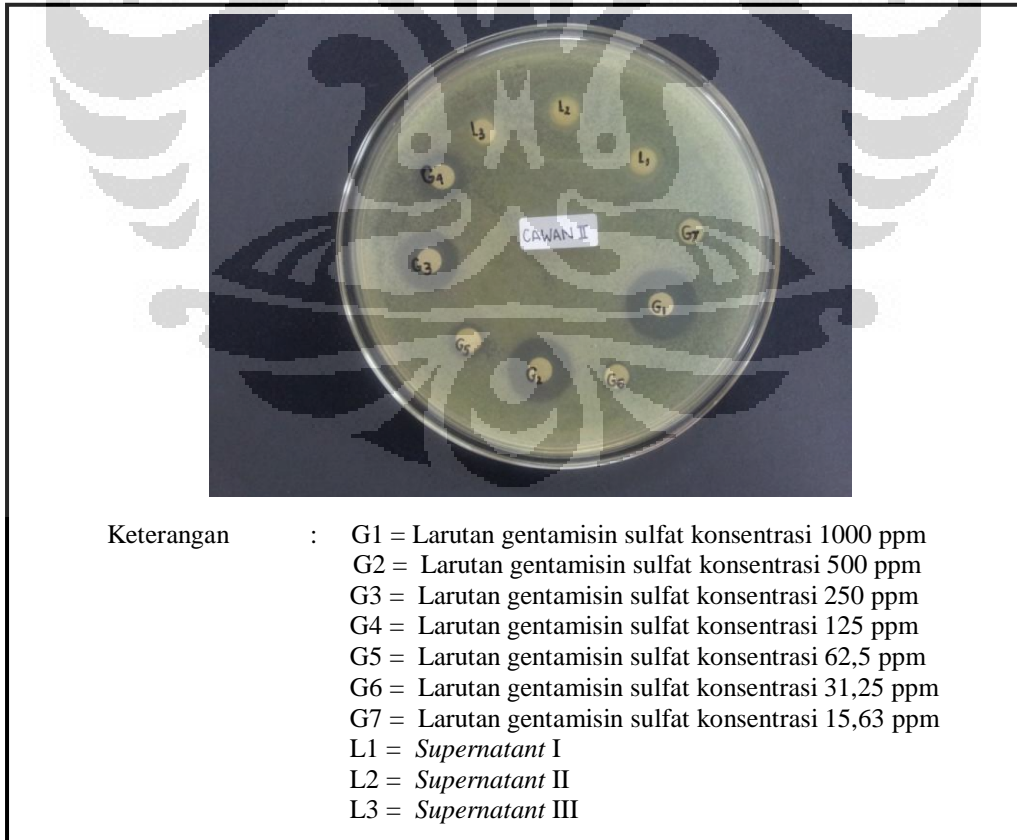 L2
L3
L1
G4
G7
CAWAN II
G3
G1
G5
G2
G6
Keterangan : G1 = Larutan gentamisin sulfat konsentrasi 1000 ppm
G2 = Larutan gentamisin sulfat konsentrasi 500 ppm
G3 = Larutan gentamisin sulfat konsentrasi 250 ppm
G4 = Larutan gentamisin sulfat konsentrasi 125 ppm
G5 = Larutan gentamisin sulfat konsentrasi 62,5 ppm
G6 = Larutan gentamisin sulfat konsentrasi 31,25 ppm
G7 = Larutan gentamisin sulfat konsentrasi 15,63 ppm
L1 = Supernatant I
L2 = Supernatant II
L3 = Supernatant III